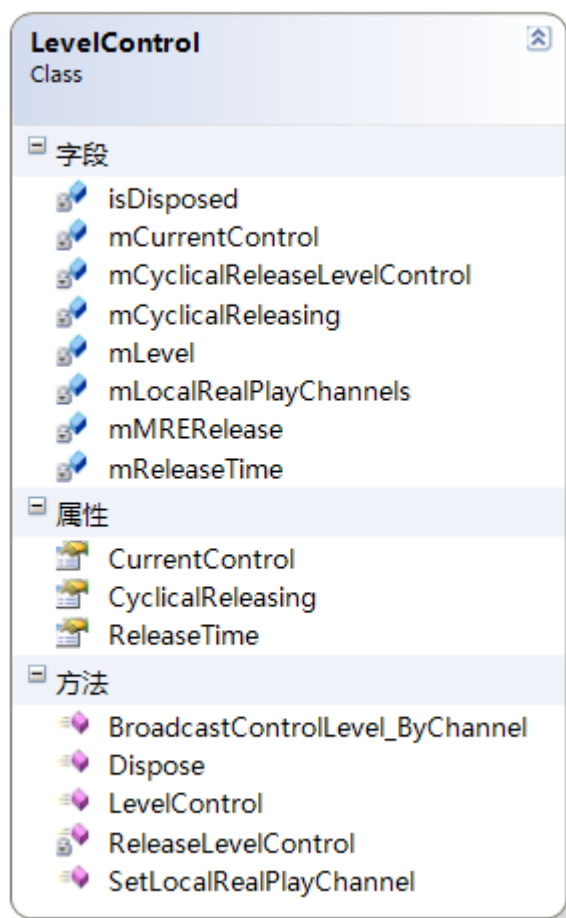 LevelControl
Class
字段
isDisposed
mCurrentControl
mCyclicalReleaseLevelControl
mCyclicalReleasing
mLevel
mLocalRealPlayChannels
mMRERelease
mReleaseTime
属性
CurrentControl
CyclicalReleasing
ReleaseTime
方法
BroadcastControlLevel_ByChannel
Dispose
LevelControl
ReleaseLevelControl
SetLocalRealPlayChannel